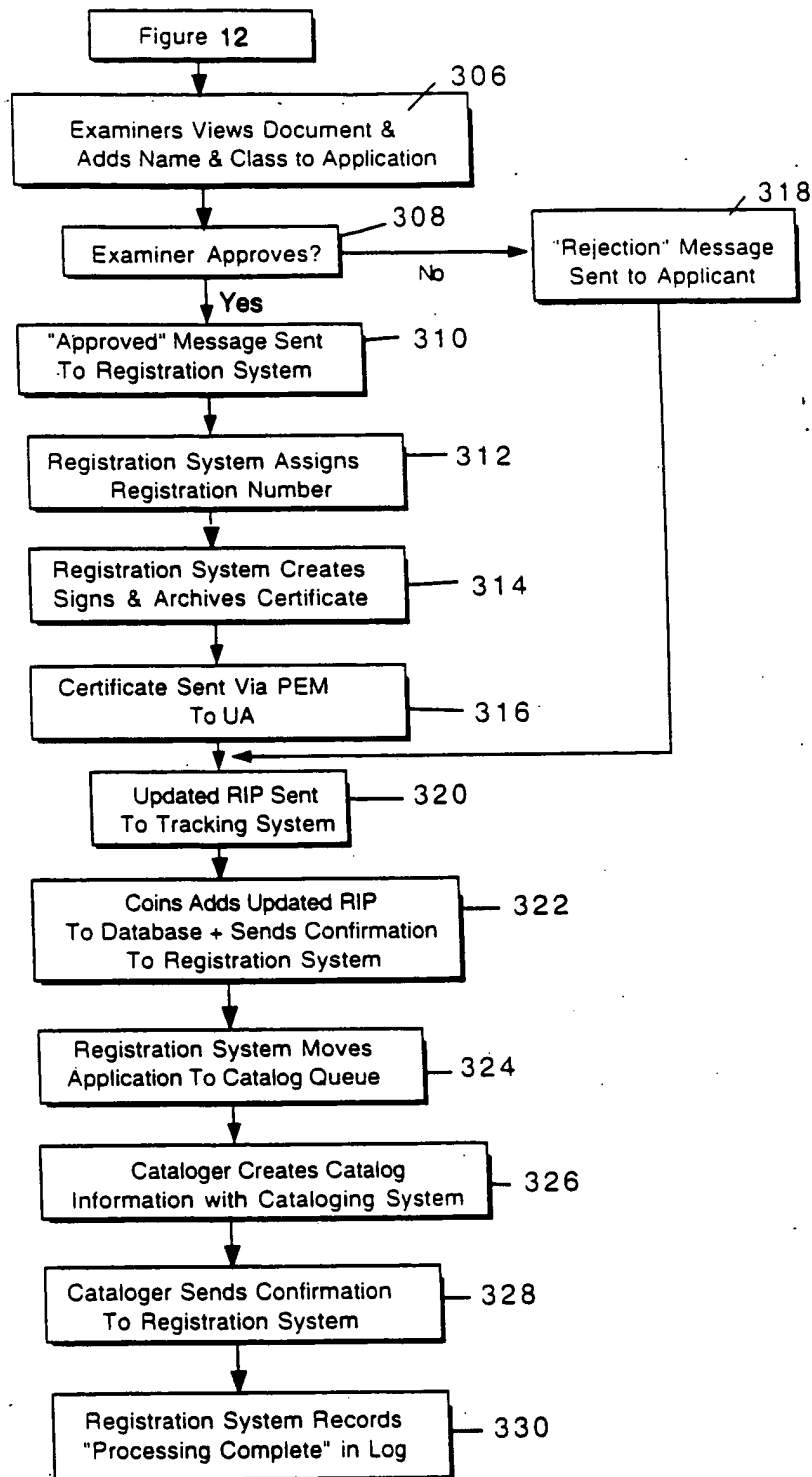 Figure 12
306
Examiners Views Document &
Adds Name & Class to Application
318
308
Examiner Approves?
No
"Rejection" Message
Sent to Applicant
Yes
"Approved" Message Sent
To Registration System
310
Registration System Assigns
Registration Number
312
Registration System Creates
Signs & Archives Certificate
314
Certificate Sent Via PEM
To UA
316
Updated RIP Sent
To Tracking System
320
Coins Adds Updated RIP
To Database + Sends Confirmation
To Registration System
322
Registration System Moves
Application To Catalog Queue
324
Cataloger Creates Catalog
Information with Cataloging System
326
Cataloger Sends Confirmation
To Registration System
328
Registration System Records
"Processing Complete" in Log
330